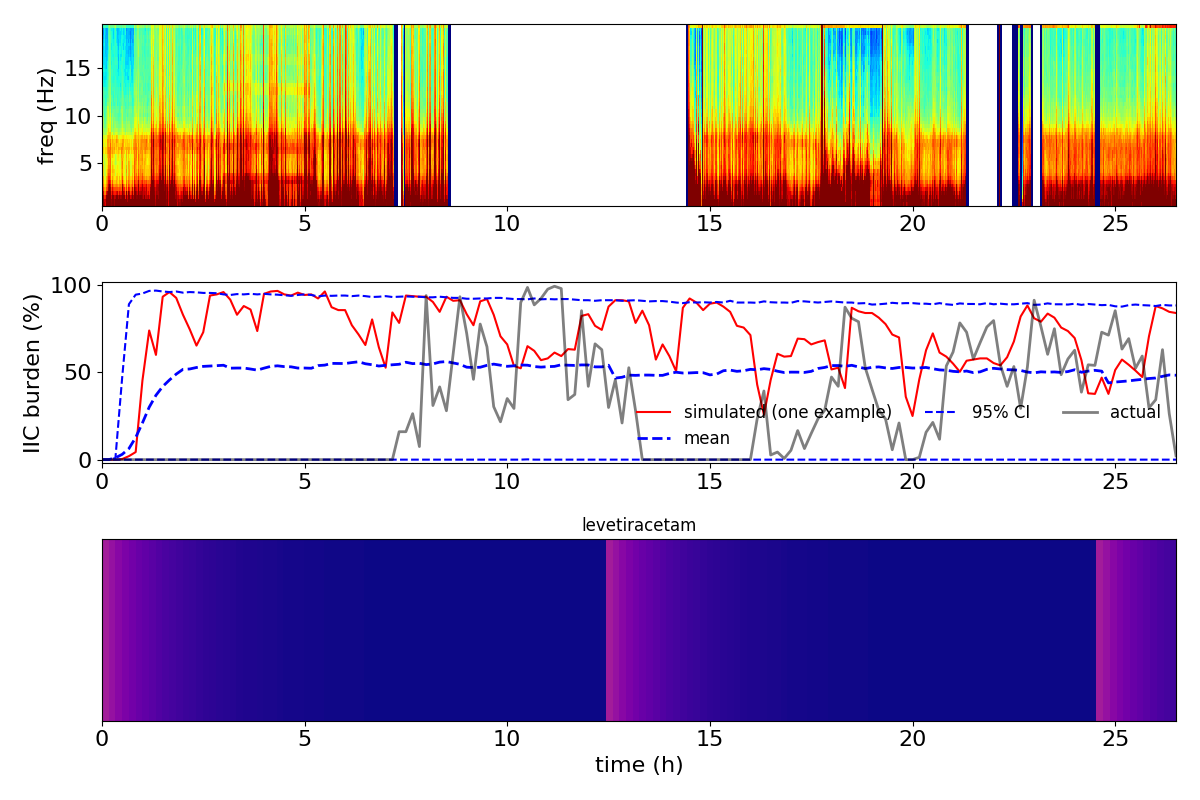 freq (Hz)
15
10
5
0 5 10 15 20 25
IIC burden (%)
100
50
0
simulated (one example) 95% CI actual
mean
0 5 10 15 20 25
levetiracetam
0 5 10 15 20 25
time (h)